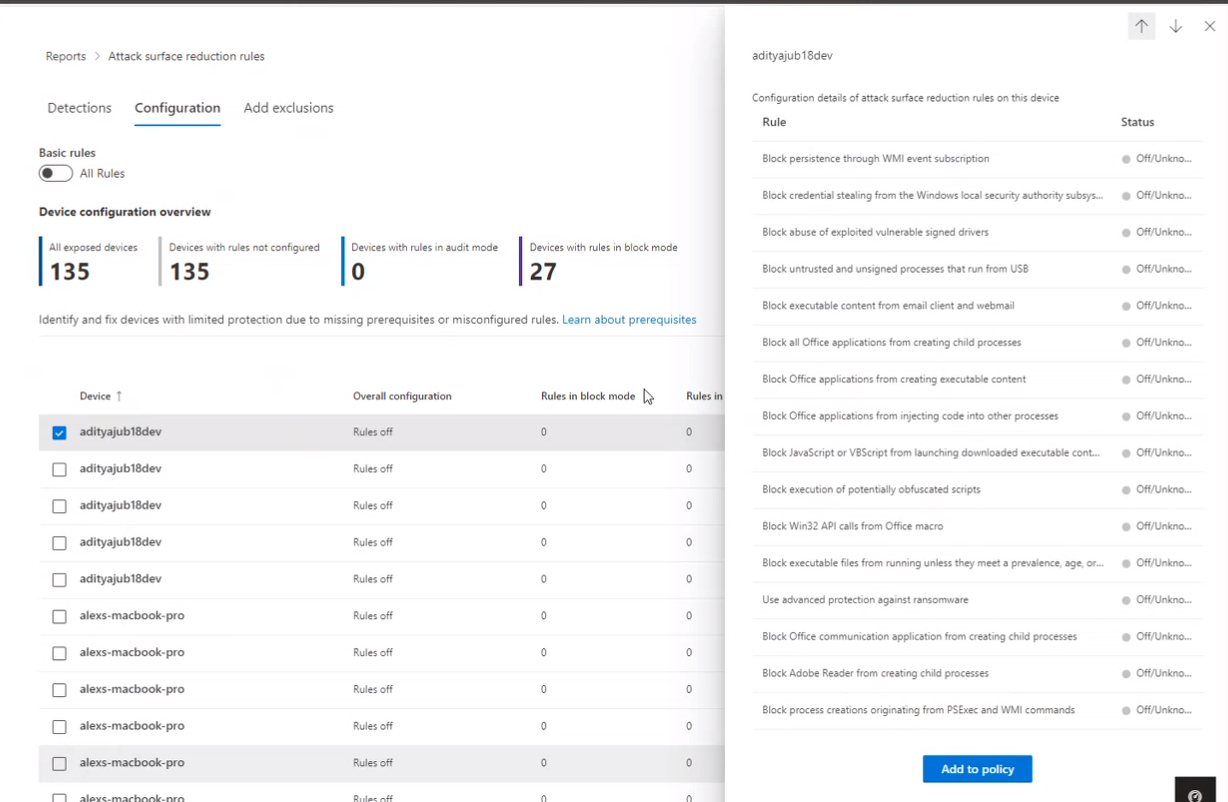 Reports > Attack surface reduction rules
Detections Configuration Add exclusions
Basic rules
All Rules
Device configuration overview
All exposed devices
135
Devices with rules not configured
135
Devices with rules in audit mode
0
Devices with rules in block mode
27
Identify and fix devices with limited protection due to missing prerequisites or misconfigured rules. Learn about prerequisites
Device ↑ Overall configuration Rules in block mode Rules in
adityajub18dev Rules off 0 0
adityajub18dev Rules off 0 0
adityajub18dev Rules off 0 0
adityajub18dev Rules off 0 0
adityajub18dev Rules off 0 0
alexs-macbook-pro Rules off 0 0
alexs-macbook-pro Rules off 0 0
alexs-macbook-pro Rules off 0 0
alexs-macbook-pro Rules off 0 0
alexs-macbook-pro Rules off 0 0
alexs-macbook-pro Rules off 0 0
adityajub18dev
Configuration details of attack surface reduction rules on this device
Rule Status
Block persistence through WMI event subscription Off/Unkno...
Block credential stealing from the Windows local security authority subsys... Off/Unkno...
Block abuse of exploited vulnerable signed drivers Off/Unkno...
Block untrusted and unsigned processes that run from USB Off/Unkno...
Block executable content from email client and webmail Off/Unkno...
Block all Office applications from creating child processes Off/Unkno...
Block Office applications from creating executable content Off/Unkno...
Block Office applications from injecting code into other processes Off/Unkno...
Block JavaScript or VBScript from launching downloaded executable cont... Off/Unkno...
Block execution of potentially obfuscated scripts Off/Unkno...
Block Win32 API calls from Office macro Off/Unkno...
Block executable files from running unless they meet a prevalence, age, or... Off/Unkno...
Use advanced protection against ransomware Off/Unkno...
Block Office communication application from creating child processes Off/Unkno...
Block Adobe Reader from creating child processes Off/Unkno...
Block process creations originating from PSExec and WMI commands Off/Unkno...
Add to policy